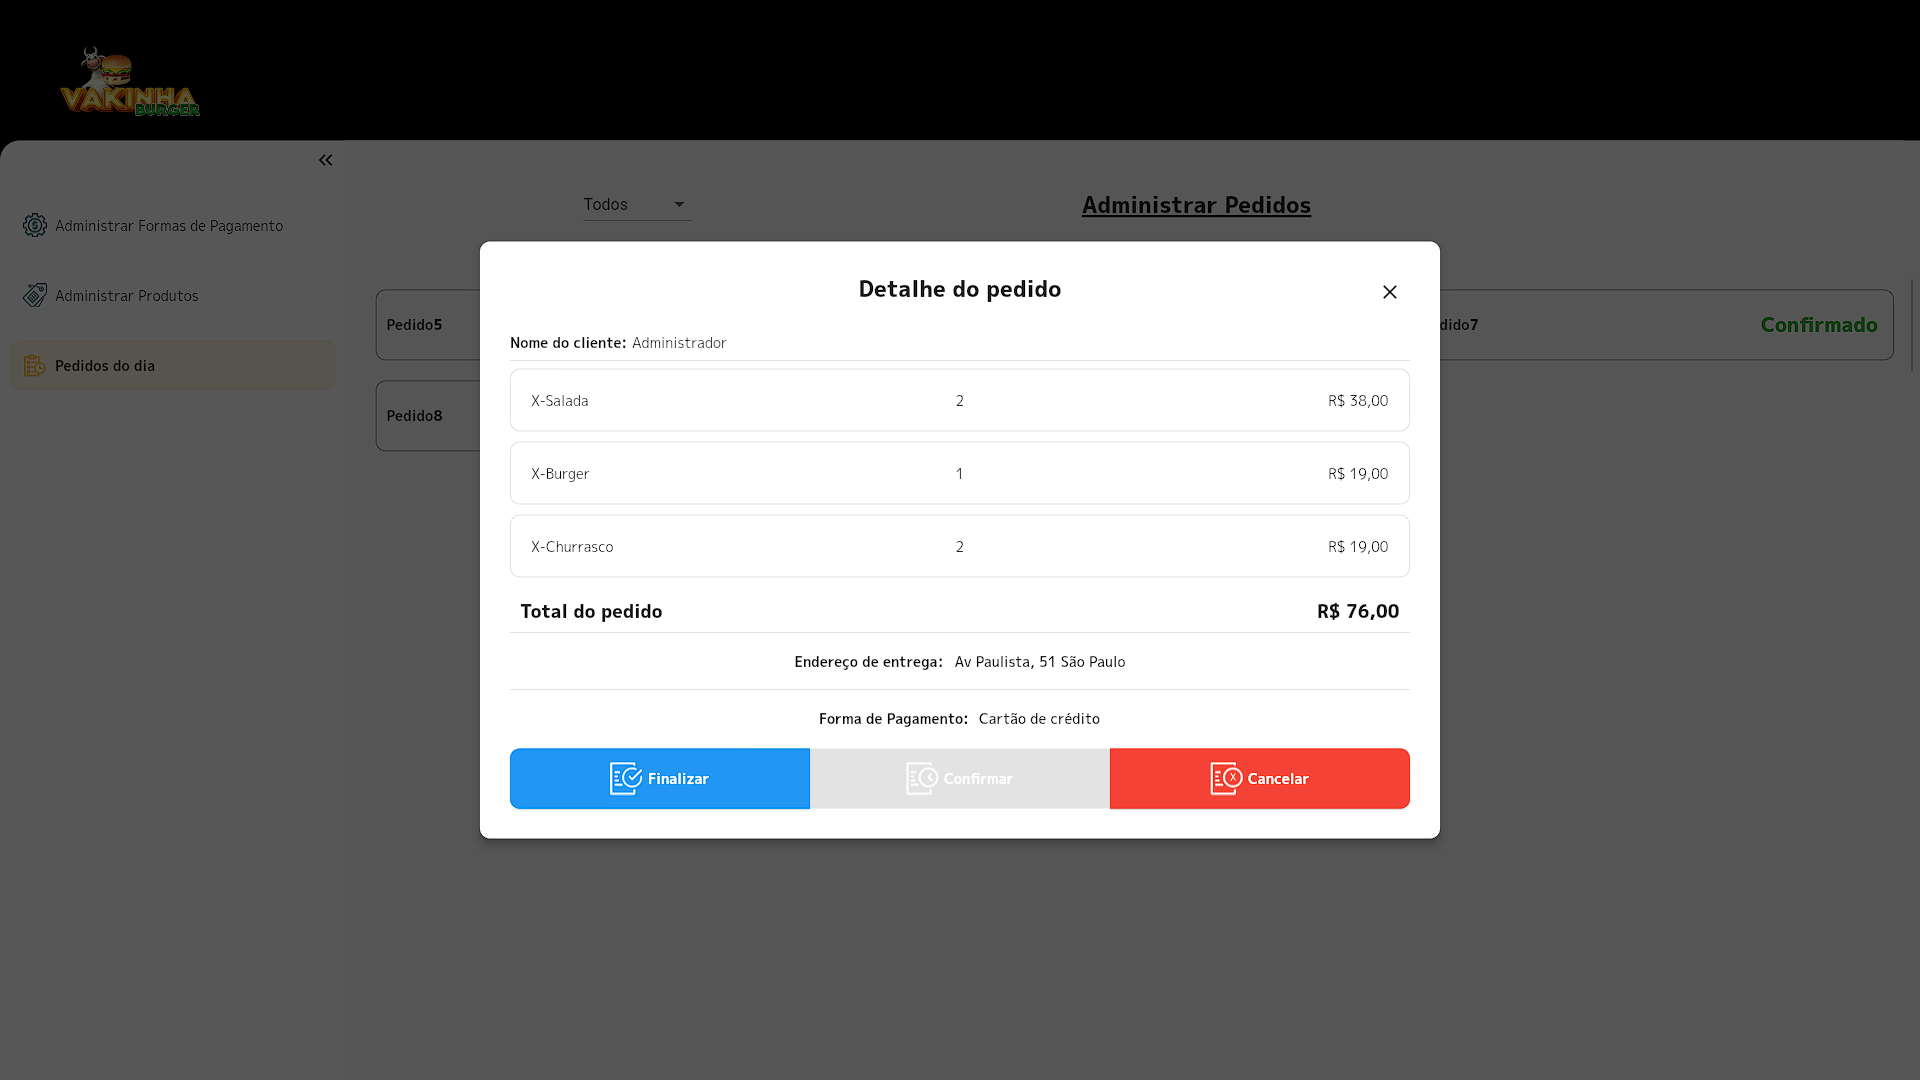 VAKINHA
BURGER
Administrar Formas de Pagamento
Administrar Produtos
Pedidos do dia
Todos
Administrar Pedidos
Pedido5
dido7
Confirmado
Pedido8
Detalhe do pedido
Nome do cliente: Administrador
X-Salada 2 R$ 38,00
X-Burger 1 R$ 19,00
X-Churrasco 2 R$ 19,00
Total do pedido R$ 76,00
Endereço de entrega: Av Paulista, 51 São Paulo
Forma de Pagamento: Cartão de crédito
Finalizar Confirmar Cancelar